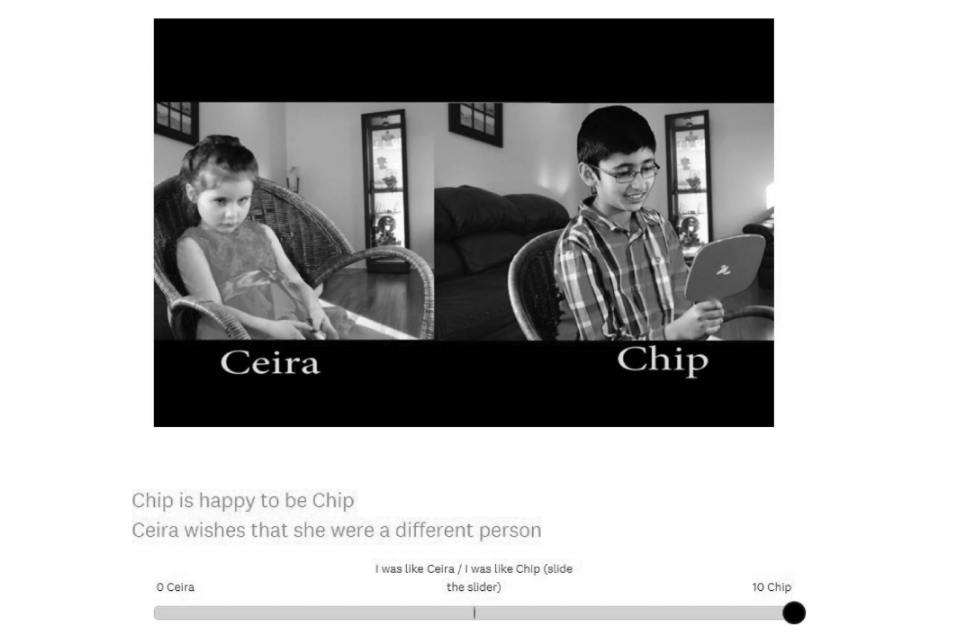 Ceira
Chip
Chip is happy to be Chip
Ceira wishes that she were a different person
I was like Ceira / I was like Chip (slide
the slider)
0 Ceira
10 Chip